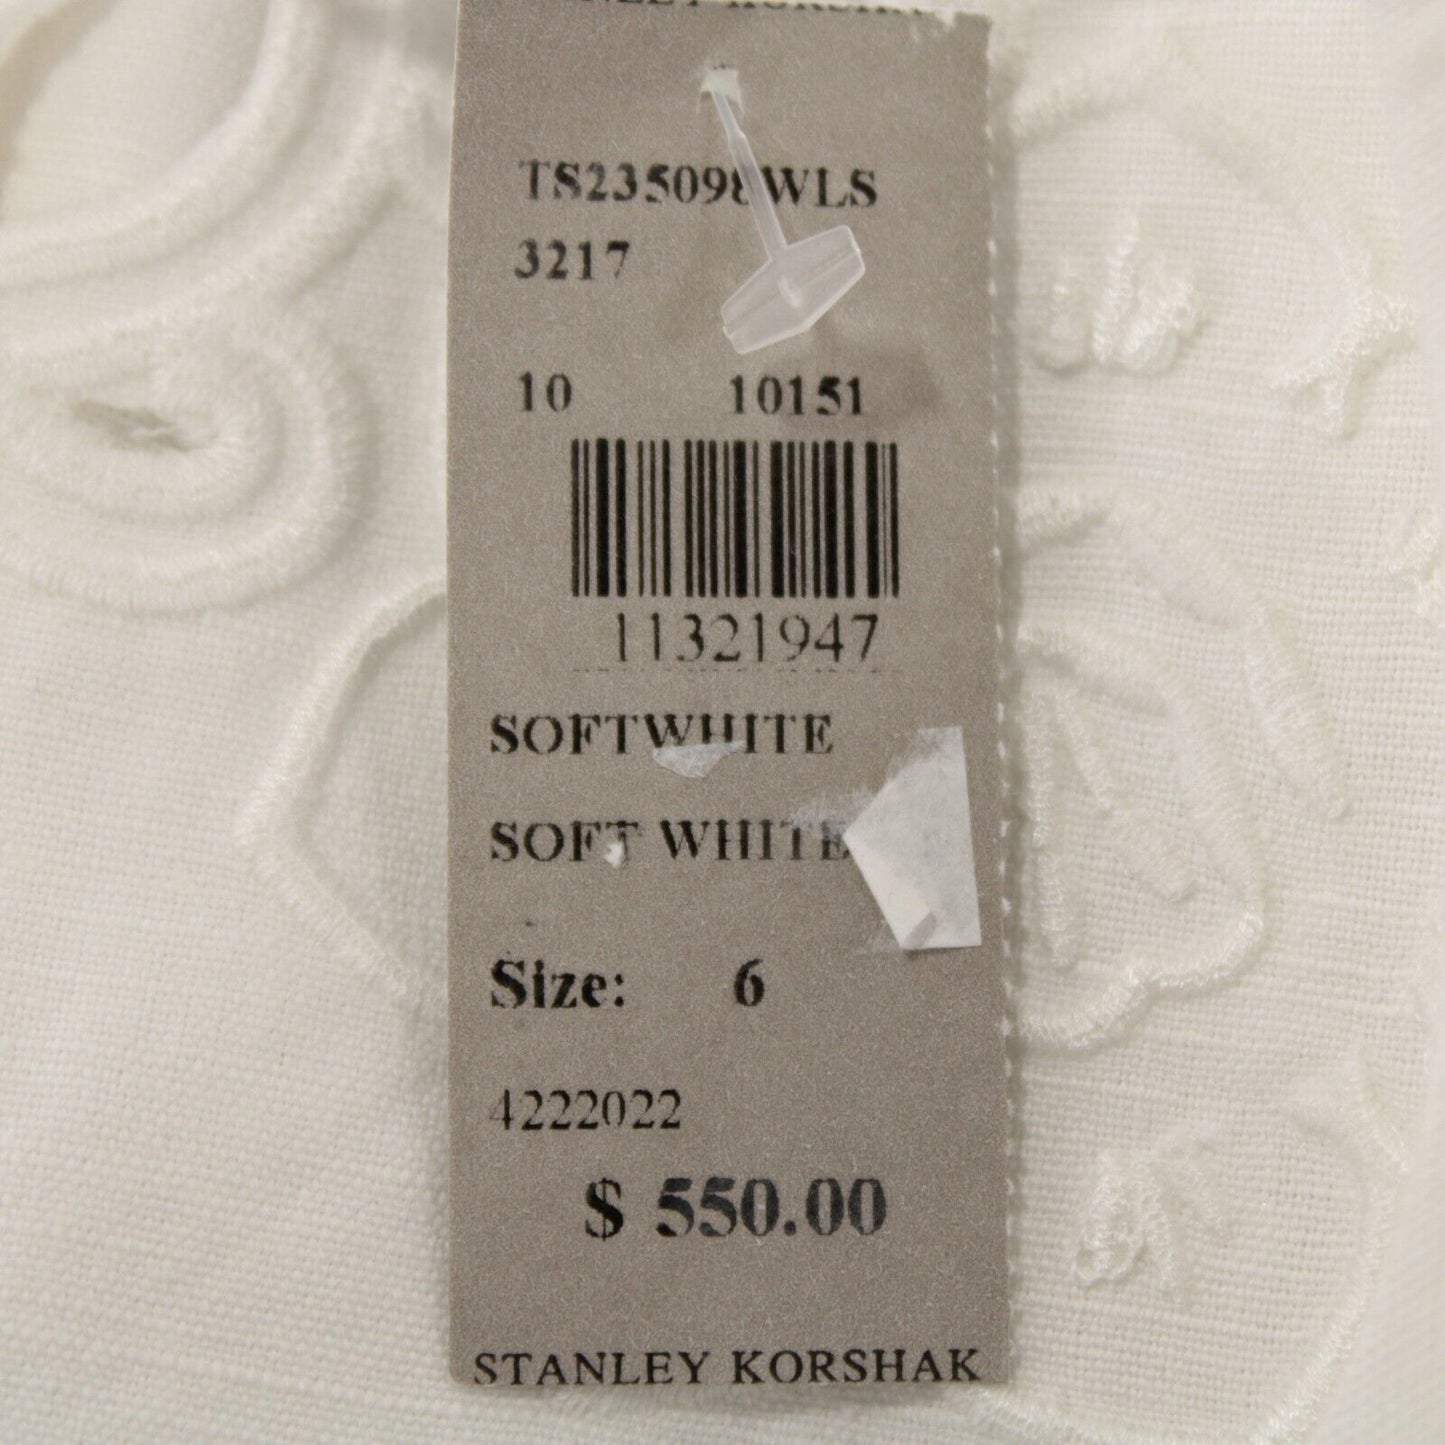 TS235098WLS
3217
10 10151
11321947
SOFTWHITE
SOFT WHITE
Size: 6
4222022
$ 550.00
STANLEY KORSHAK